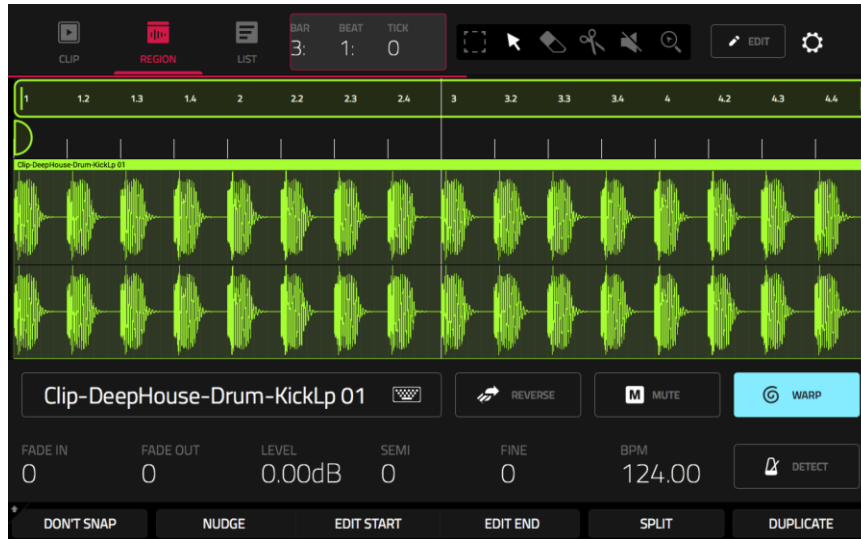 BAR BEAT TICK
3: 1: 0
CLIP REGION LIST
EDIT
1 1.2 1.3 1.4 2 2.2 2.3 2.4 3 3.2 3.3 3.4 4 4.2 4.3 4.4
Clip-DeepHouse-Drum-KickLp 01
Clip-DeepHouse-Drum-KickLp 01
REVERSE
M MUTE
WARP
FADE IN FADE OUT LEVEL SEMI FINE BPM
0 0 0.00dB 0 0 124.00
DETECT
DON'T SNAP NUDGE EDIT START EDIT END SPLIT DUPLICATE